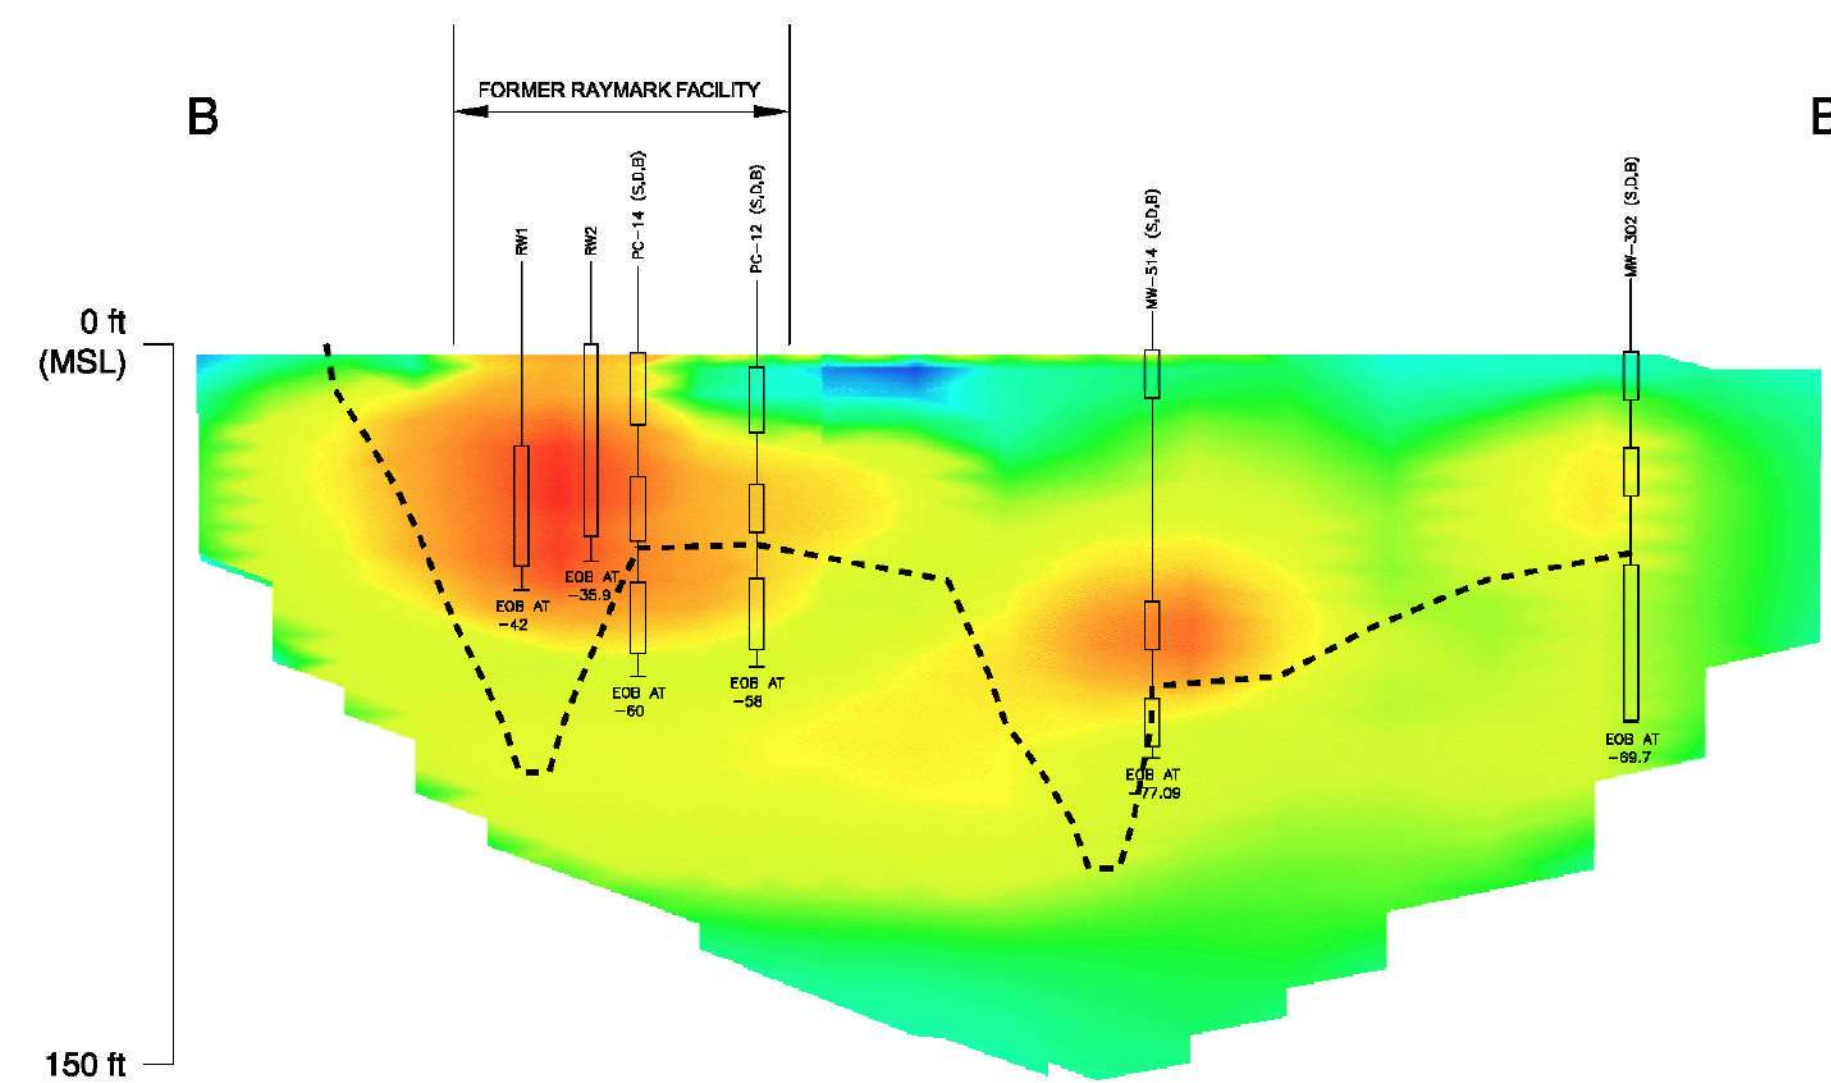 FORMER RAYMARK FACILITY
B
B
RW1
RW2
PC-14 (S,D,B)
PC-12 (S,D,B)
MW-514 (S,D,B)
MW-302 (S,D,B)
0 ft
(MSL)
EOB AT
-42
EOB AT
-35.9
EOB AT
-60
EOB AT
-58
EOB AT
-77.09
EOB AT
-69.7
150 ft